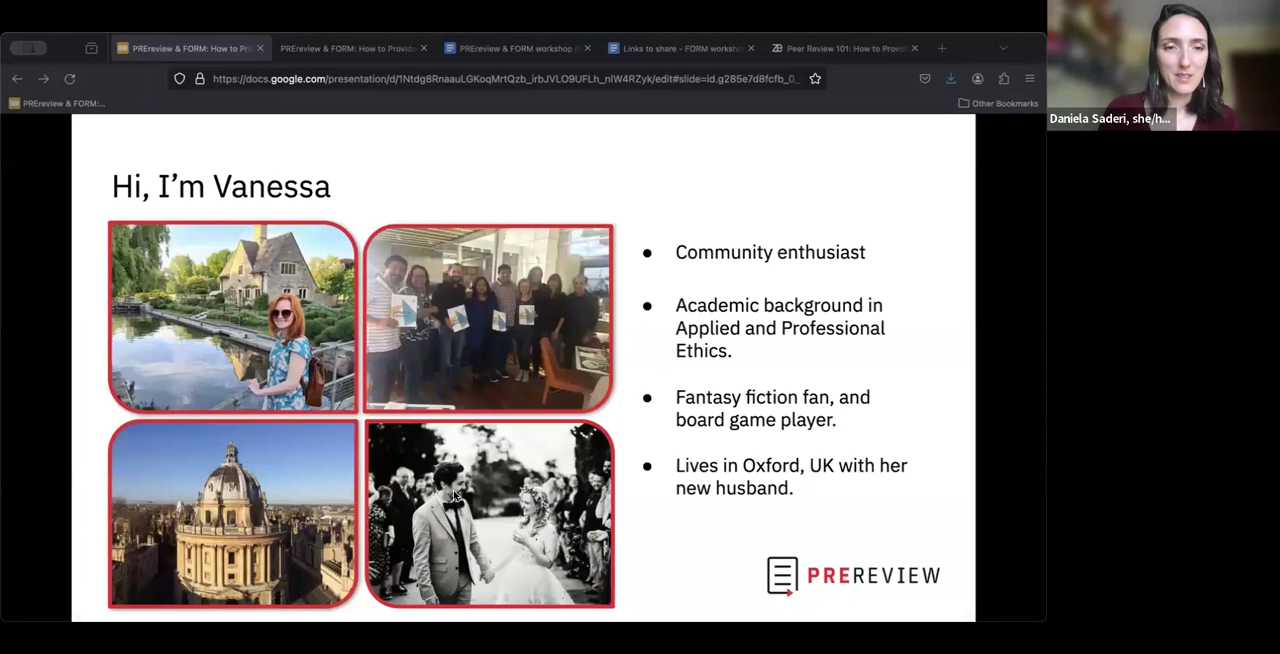 PREreview & FORM: How to Pr
PREreview & FORM: How to Provid
PREreview & FORM workshop
Links to share - FORM workshop
Peer Review 101: How to Provid
https://docs.google.com/presentation/d/1Ntdg8RnaauLGKoqMrtQzb_irbJVLO9UFLh_nlW4RZyk/edit#slide=id.g285e7d8fcfb_0_
PREreview & FORM:...
Other Bookmarks
Daniela Saderi, she/h...
Hi, I’m Vanessa
● Community enthusiast
● Academic background in
Applied and Professional
Ethics.
● Fantasy fiction fan, and
board game player.
● Lives in Oxford, UK with her
new husband.
PREREVIEW